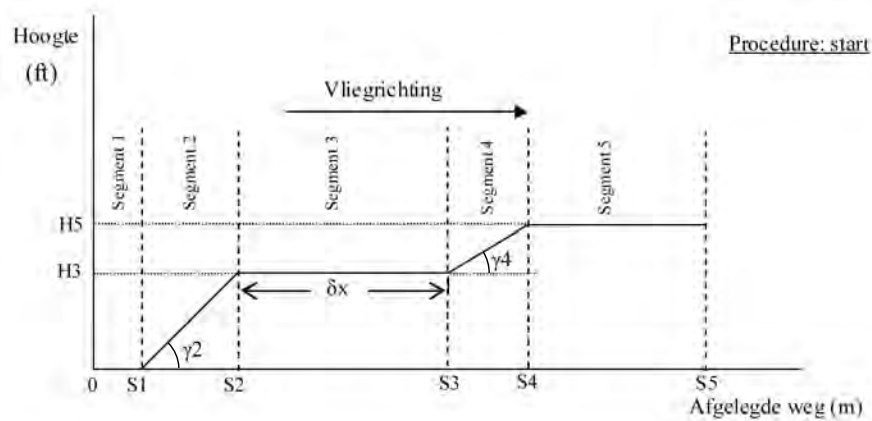 Hoogte
(ft)
Procedure: start
Vliegrichting
Segment 1
Segment 2
Segment 3
Segment 4
Segment 5
H5
H3
δx
γ4
γ2
0
S1
S2
S3
S4
S5
Afgelegde weg (m)